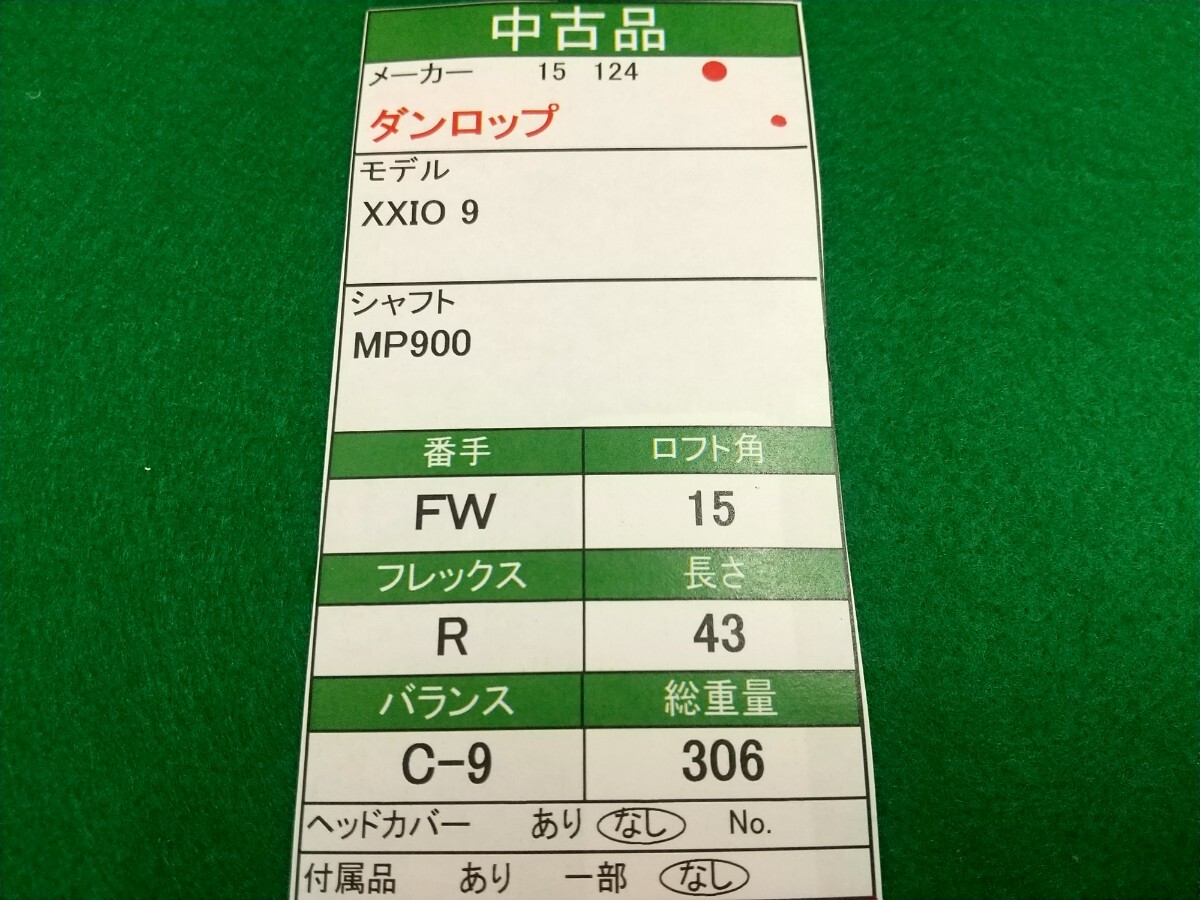 中古品
メーカー 15 124
ダンロップ
モデル
XXIO 9
シャフト
MP900
番手 ロフト角
FW 15
フレックス 長さ
R 43
バランス 総重量
C-9 306
ヘッドカバー あり なし No.
付属品 あり 一部 なし